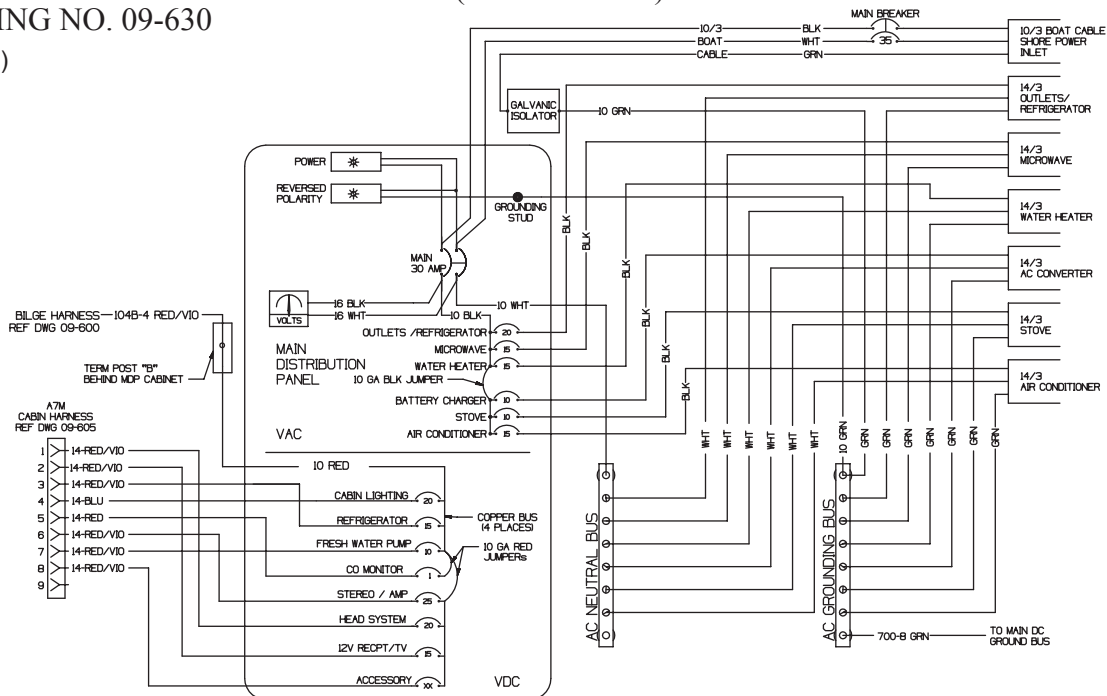 ING NO. 09-630
)
MAIN BREAKER
10/3
BLK
BOAT
WHT
35
CABLE
GRN
10/3 BOAT CABLE
SHORE POWER
INLET
GALVANIC
ISOLATOR
10 GRN
14/3
OUTLETS/
REFRIGERATOR
14/3
MICROWAVE
14/3
WATER HEATER
14/3
AC CONVERTER
14/3
STOVE
14/3
AIR CONDITIONER
POWER
REVERSED
POLARITY
GROUNDING
STUD
MAIN
30 AMP
VOLTS
16 BLK
16 WHT
10 BLK
10 WHT
BLK
BLK
BLK
BLK
BLK
BLK
OUTLETS /REFRIGERATOR
20
MICROWAVE
15
WATER HEATER
15
10 GA BLK JUMPER
BATTERY CHARGER
10
STOVE
10
AIR CONDITIONER
15
MAIN
DISTRIBUTION
PANEL
VAC
BILGE HARNESS
104B-4 RED/VIO
REF DWG 09-600
TERM POST "B"
BEHIND MDP CABINET
A7M
CABIN HARNESS
REF DWG 09-605
1 14-RED/VIO
2 14-RED/VIO
3 14-RED/VIO
4 14-BLU
5 14-RED
6 14-RED/VIO
7 14-RED/VIO
8 14-RED/VIO
9
10 RED
CABIN LIGHTING
20
REFRIGERATOR
15
FRESH WATER PUMP
10
CO MONITOR
1
STEREO / AMP
25
HEAD SYSTEM
20
12V RECPT/TV
15
ACCESSORY
XX
COPPER BUS
(4 PLACES)
10 GA RED
JUMPERs
VDC
WHT
WHT
WHT
WHT
WHT
WHT
10 GRN
GRN
GRN
GRN
GRN
GRN
GRN
AC NEUTRAL BUS
AC GROUNDING BUS
700-B GRN
TO MAIN DC
GROUND BUS